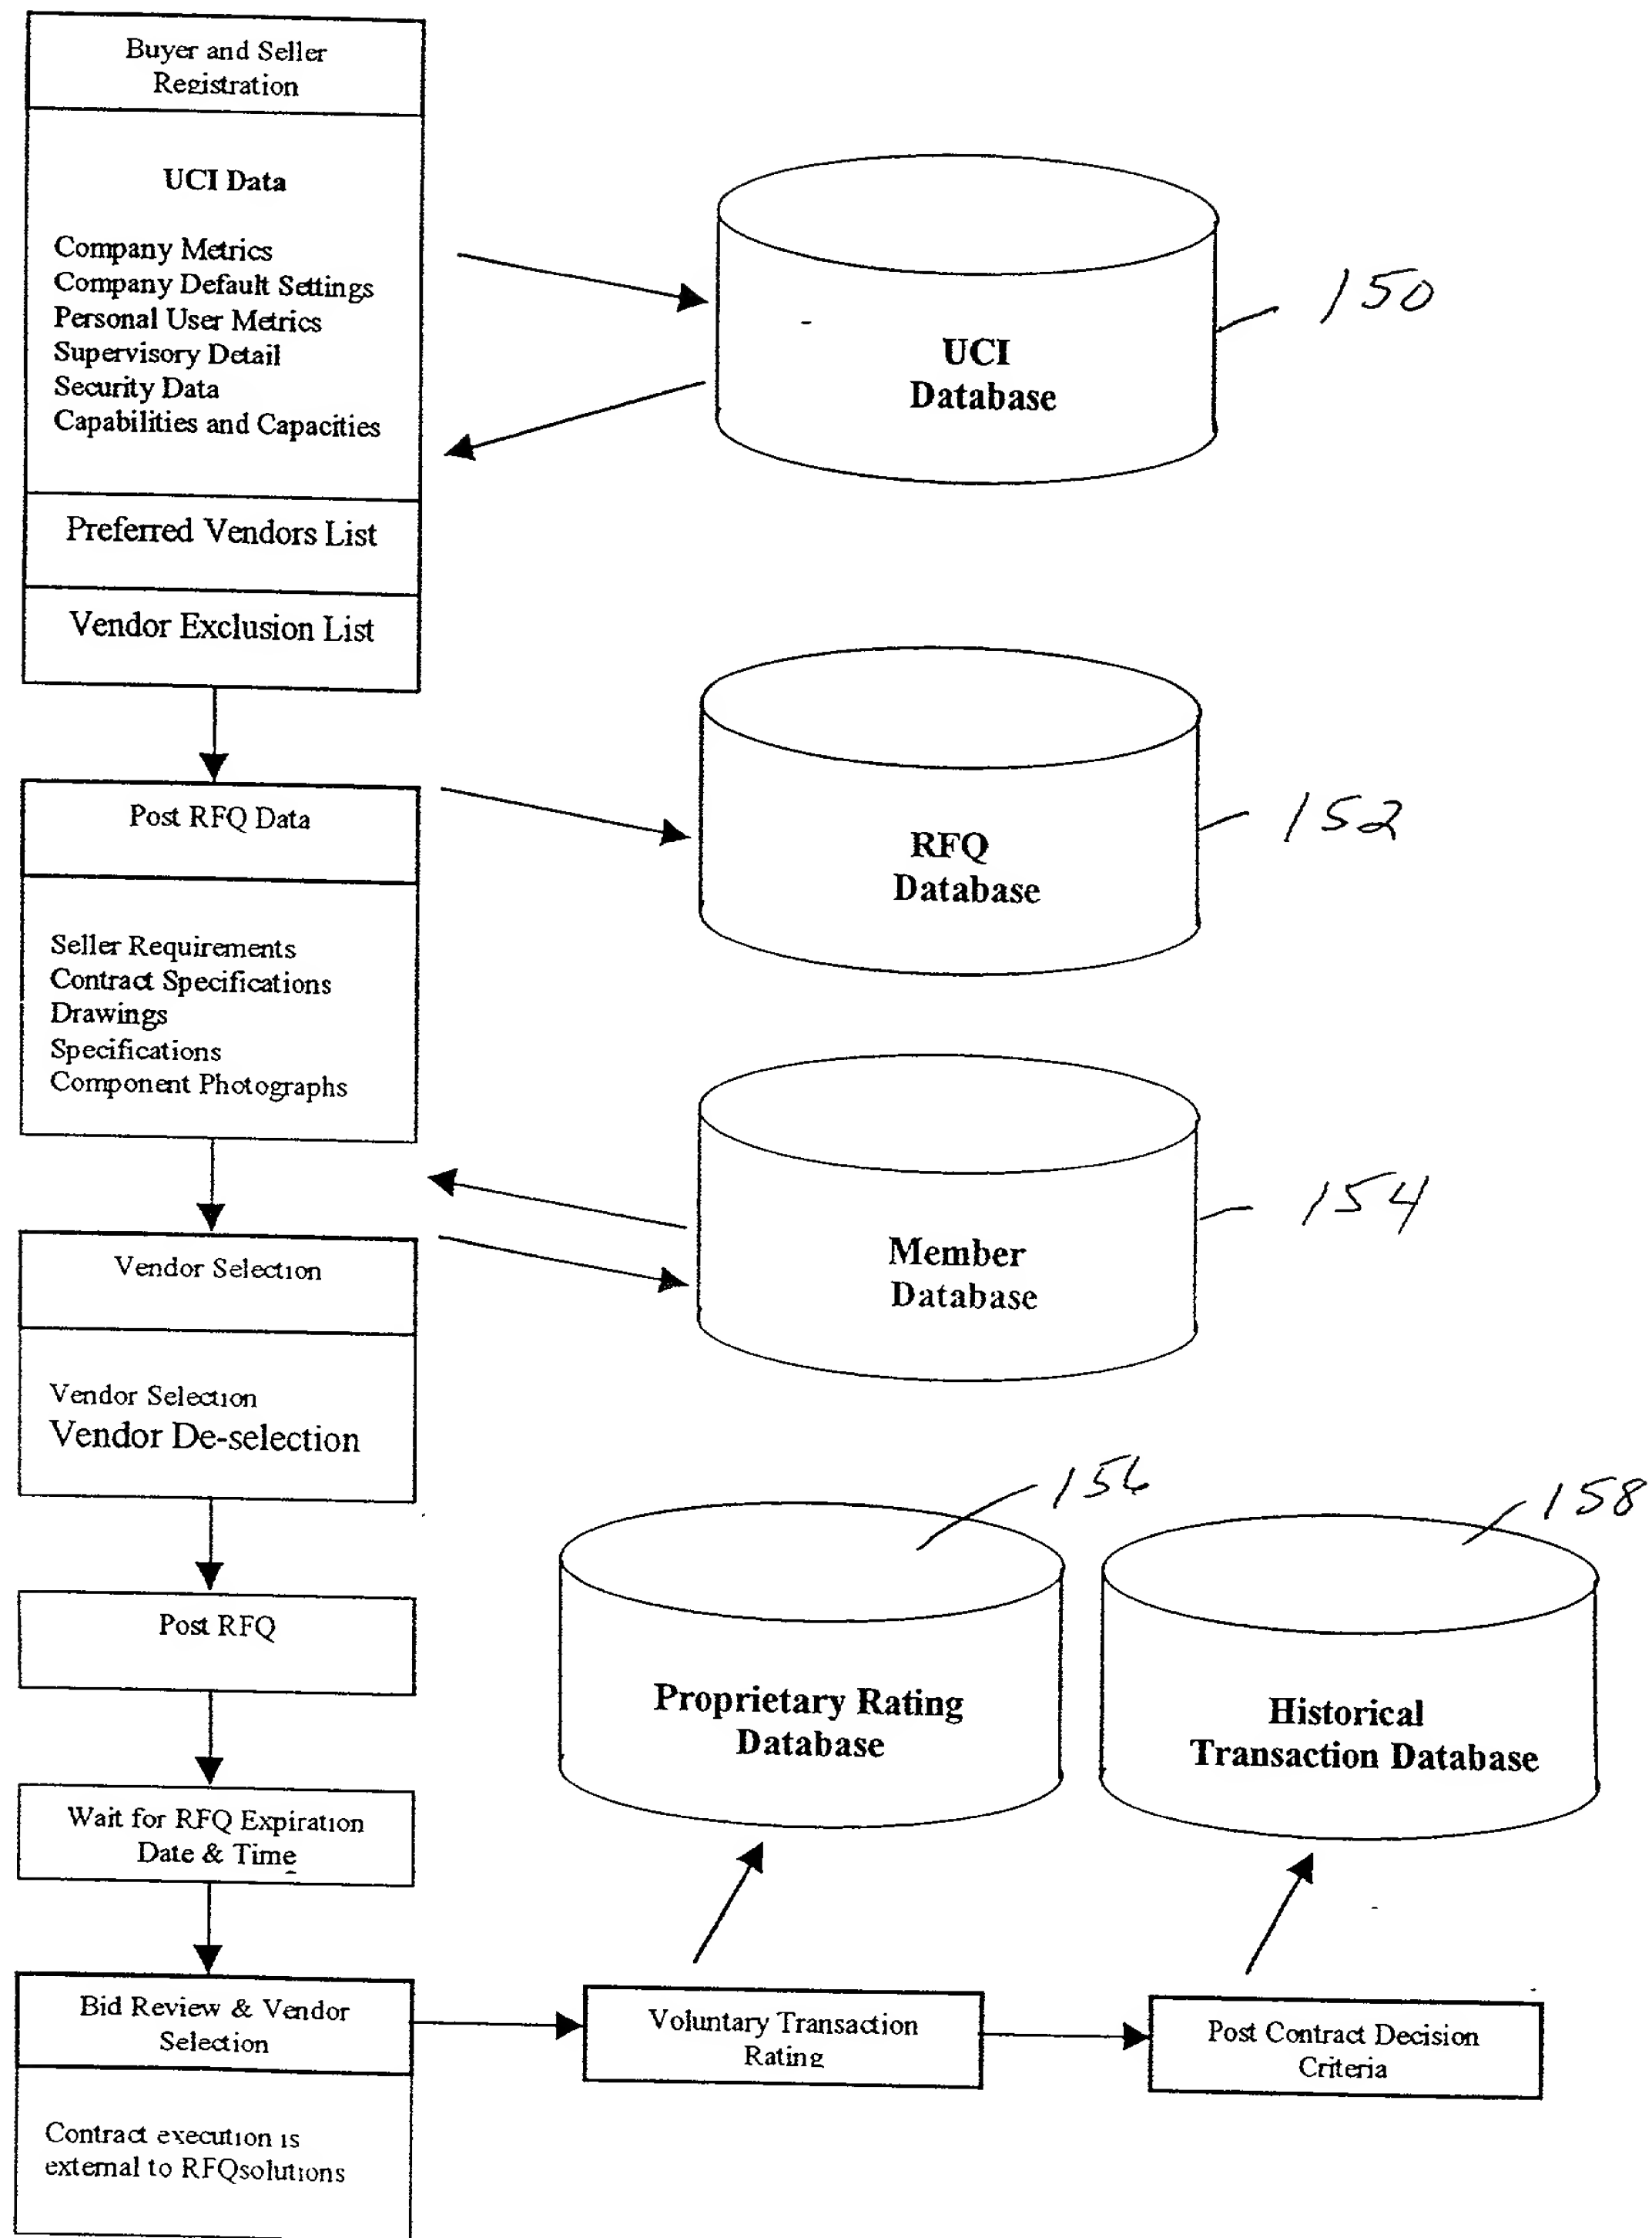 Buyer and Seller
Registration
UCI Data
Company Metrics
Company Default Settings
Personal User Metrics
Supervisory Detail
Security Data
Capabilities and Capacities
Preferred Vendors List
Vendor Exclusion List
UCI
Database
150
Post RFQ Data
Seller Requirements
Contract Specifications
Drawings
Specifications
Component Photographs
RFQ
Database
152
Member
Database
154
Vendor Selection
Vendor Selection
Vendor De-selection
Post RFQ
Wait for RFQ Expiration
Date & Time
Proprietary Rating
Database
156
Historical
Transaction Database
158
Bid Review & Vendor
Selection
Contract execution is
external to RFQsolutions
Voluntary Transaction
Rating
Post Contract Decision
Criteria